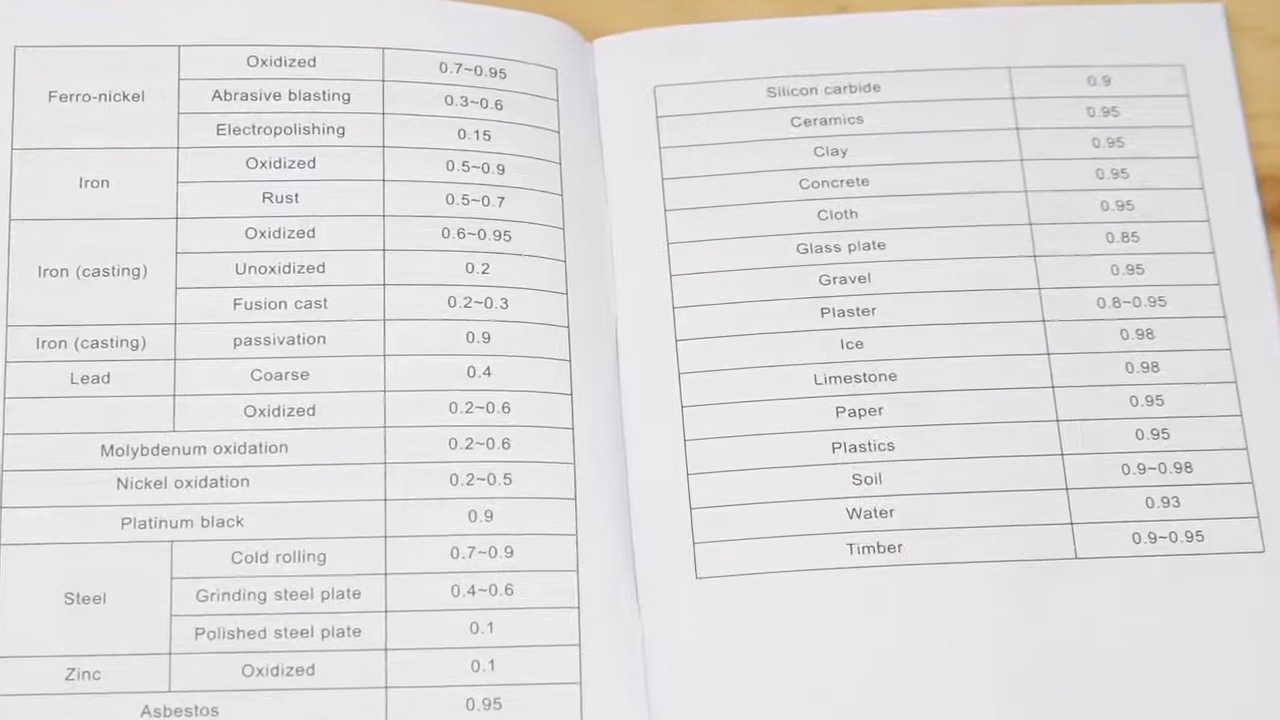 Ferro-nickel Oxidized 0.7~0.95
Abrasive blasting 0.3~0.6
Electropolishing 0.15
Iron Oxidized 0.5~0.9
Rust 0.5~0.7
Iron (casting) Oxidized 0.6~0.95
Unoxidized 0.2
Fusion cast 0.2~0.3
Iron (casting) passivation 0.9
Lead Coarse 0.4
Oxidized 0.2~0.6
Molybdenum oxidation 0.2~0.6
Nickel oxidation 0.2~0.5
Platinum black 0.9
Steel Cold rolling 0.7~0.9
Grinding steel plate 0.4~0.6
Polished steel plate 0.1
Zinc Oxidized 0.1
Asbestos 0.95
Silicon carbide 0.9
Ceramics 0.95
Clay 0.95
Concrete 0.95
Cloth 0.95
Glass plate 0.85
Gravel 0.95
Plaster 0.8~0.95
Ice 0.98
Limestone 0.98
Paper 0.95
Plastics 0.95
Soil 0.9~0.98
Water 0.93
Timber 0.9~0.95